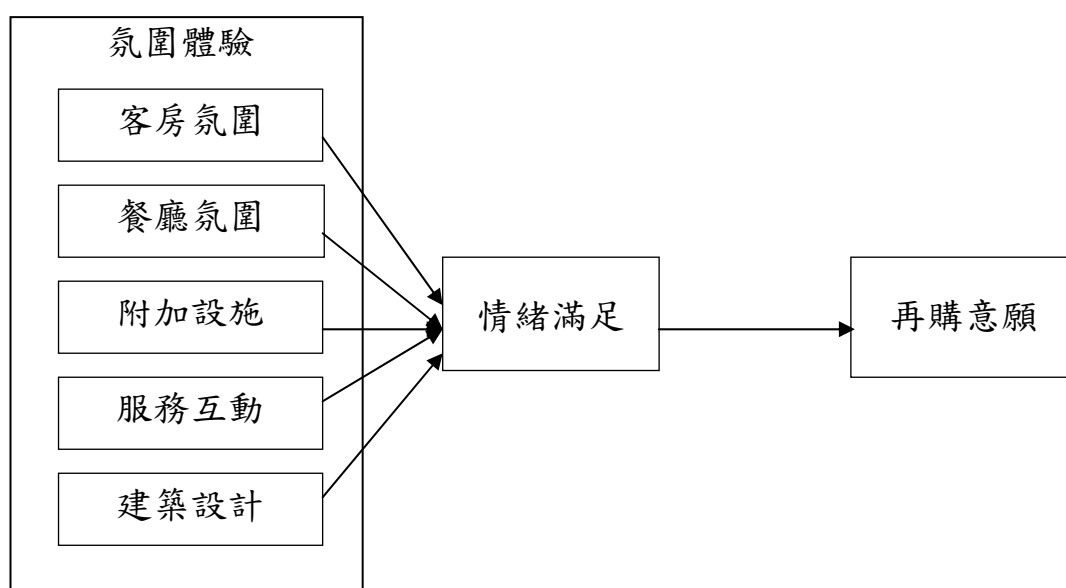 氛圍體驗
客房氛圍
餐廳氛圍
附加設施
服務互動
建築設計
情緒滿足
再購意願